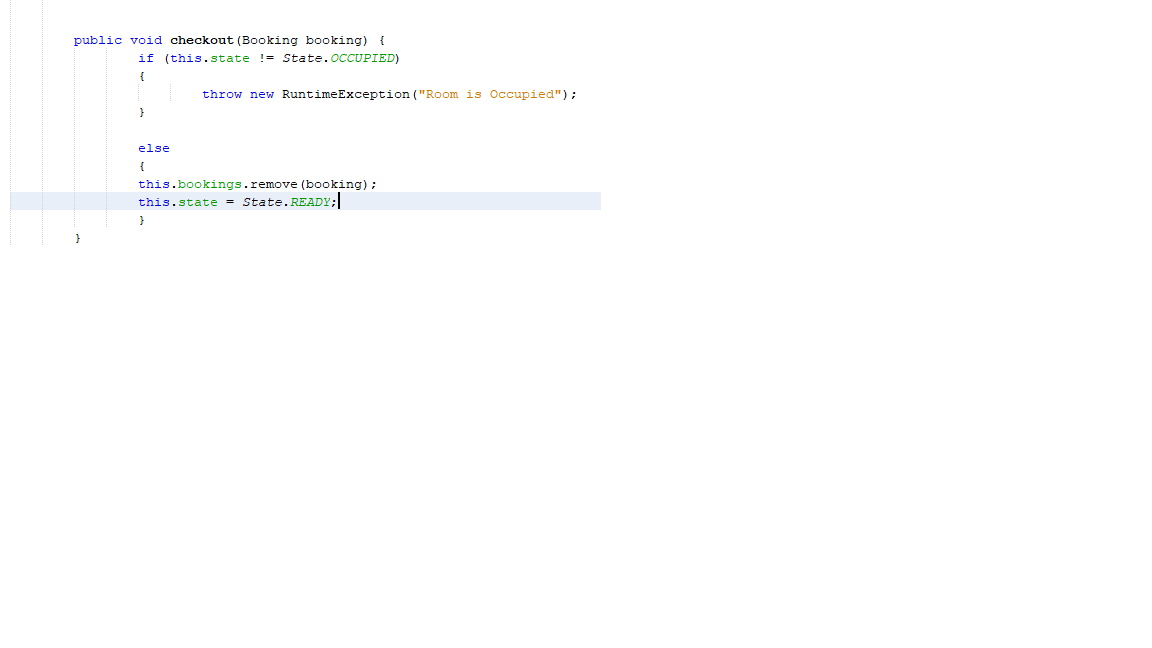 public void checkout(Booking booking) {
if (this.state != State.OCCUPIED)
{
throw new RuntimeException("Room is Occupied");
}
else
{
this.bookings.remove(booking);
this.state = State.READY;
}
}